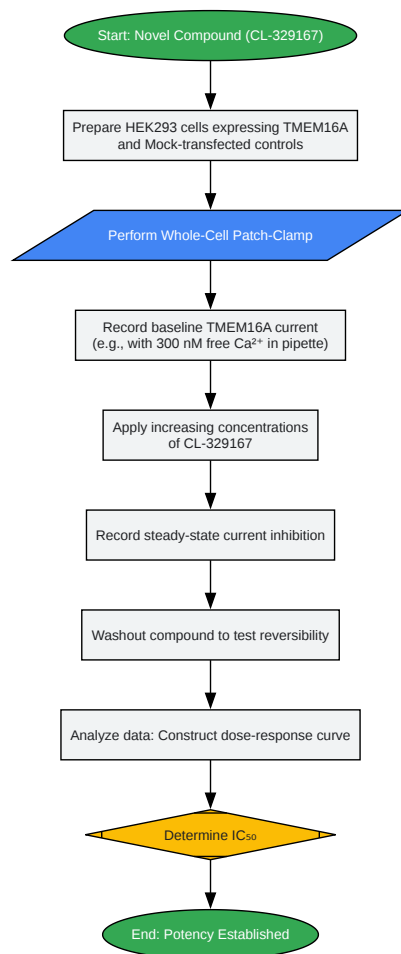 Start: Novel Compound (CL-329167)
Prepare HEK293 cells expressing TMEM16A
and Mock-transfected controls
Perform Whole-Cell Patch-Clamp
Record baseline TMEM16A current
(e.g., with 300 nM free Ca²⁺ in pipette)
Apply increasing concentrations
of CL-329167
Record steady-state current inhibition
Washout compound to test reversibility
Analyze data: Construct dose-response curve
Determine IC₅₀
End: Potency Established